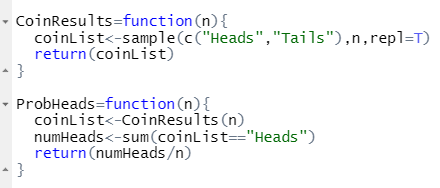 CoinResults=function(n){
  coinList<-sample(c("Heads","Tails"),n,repl=T)
  return(coinList)
}

ProbHeads=function(n){
  coinList<-CoinResults(n)
  numHeads<-sum(coinList=="Heads")
  return(numHeads/n)
}